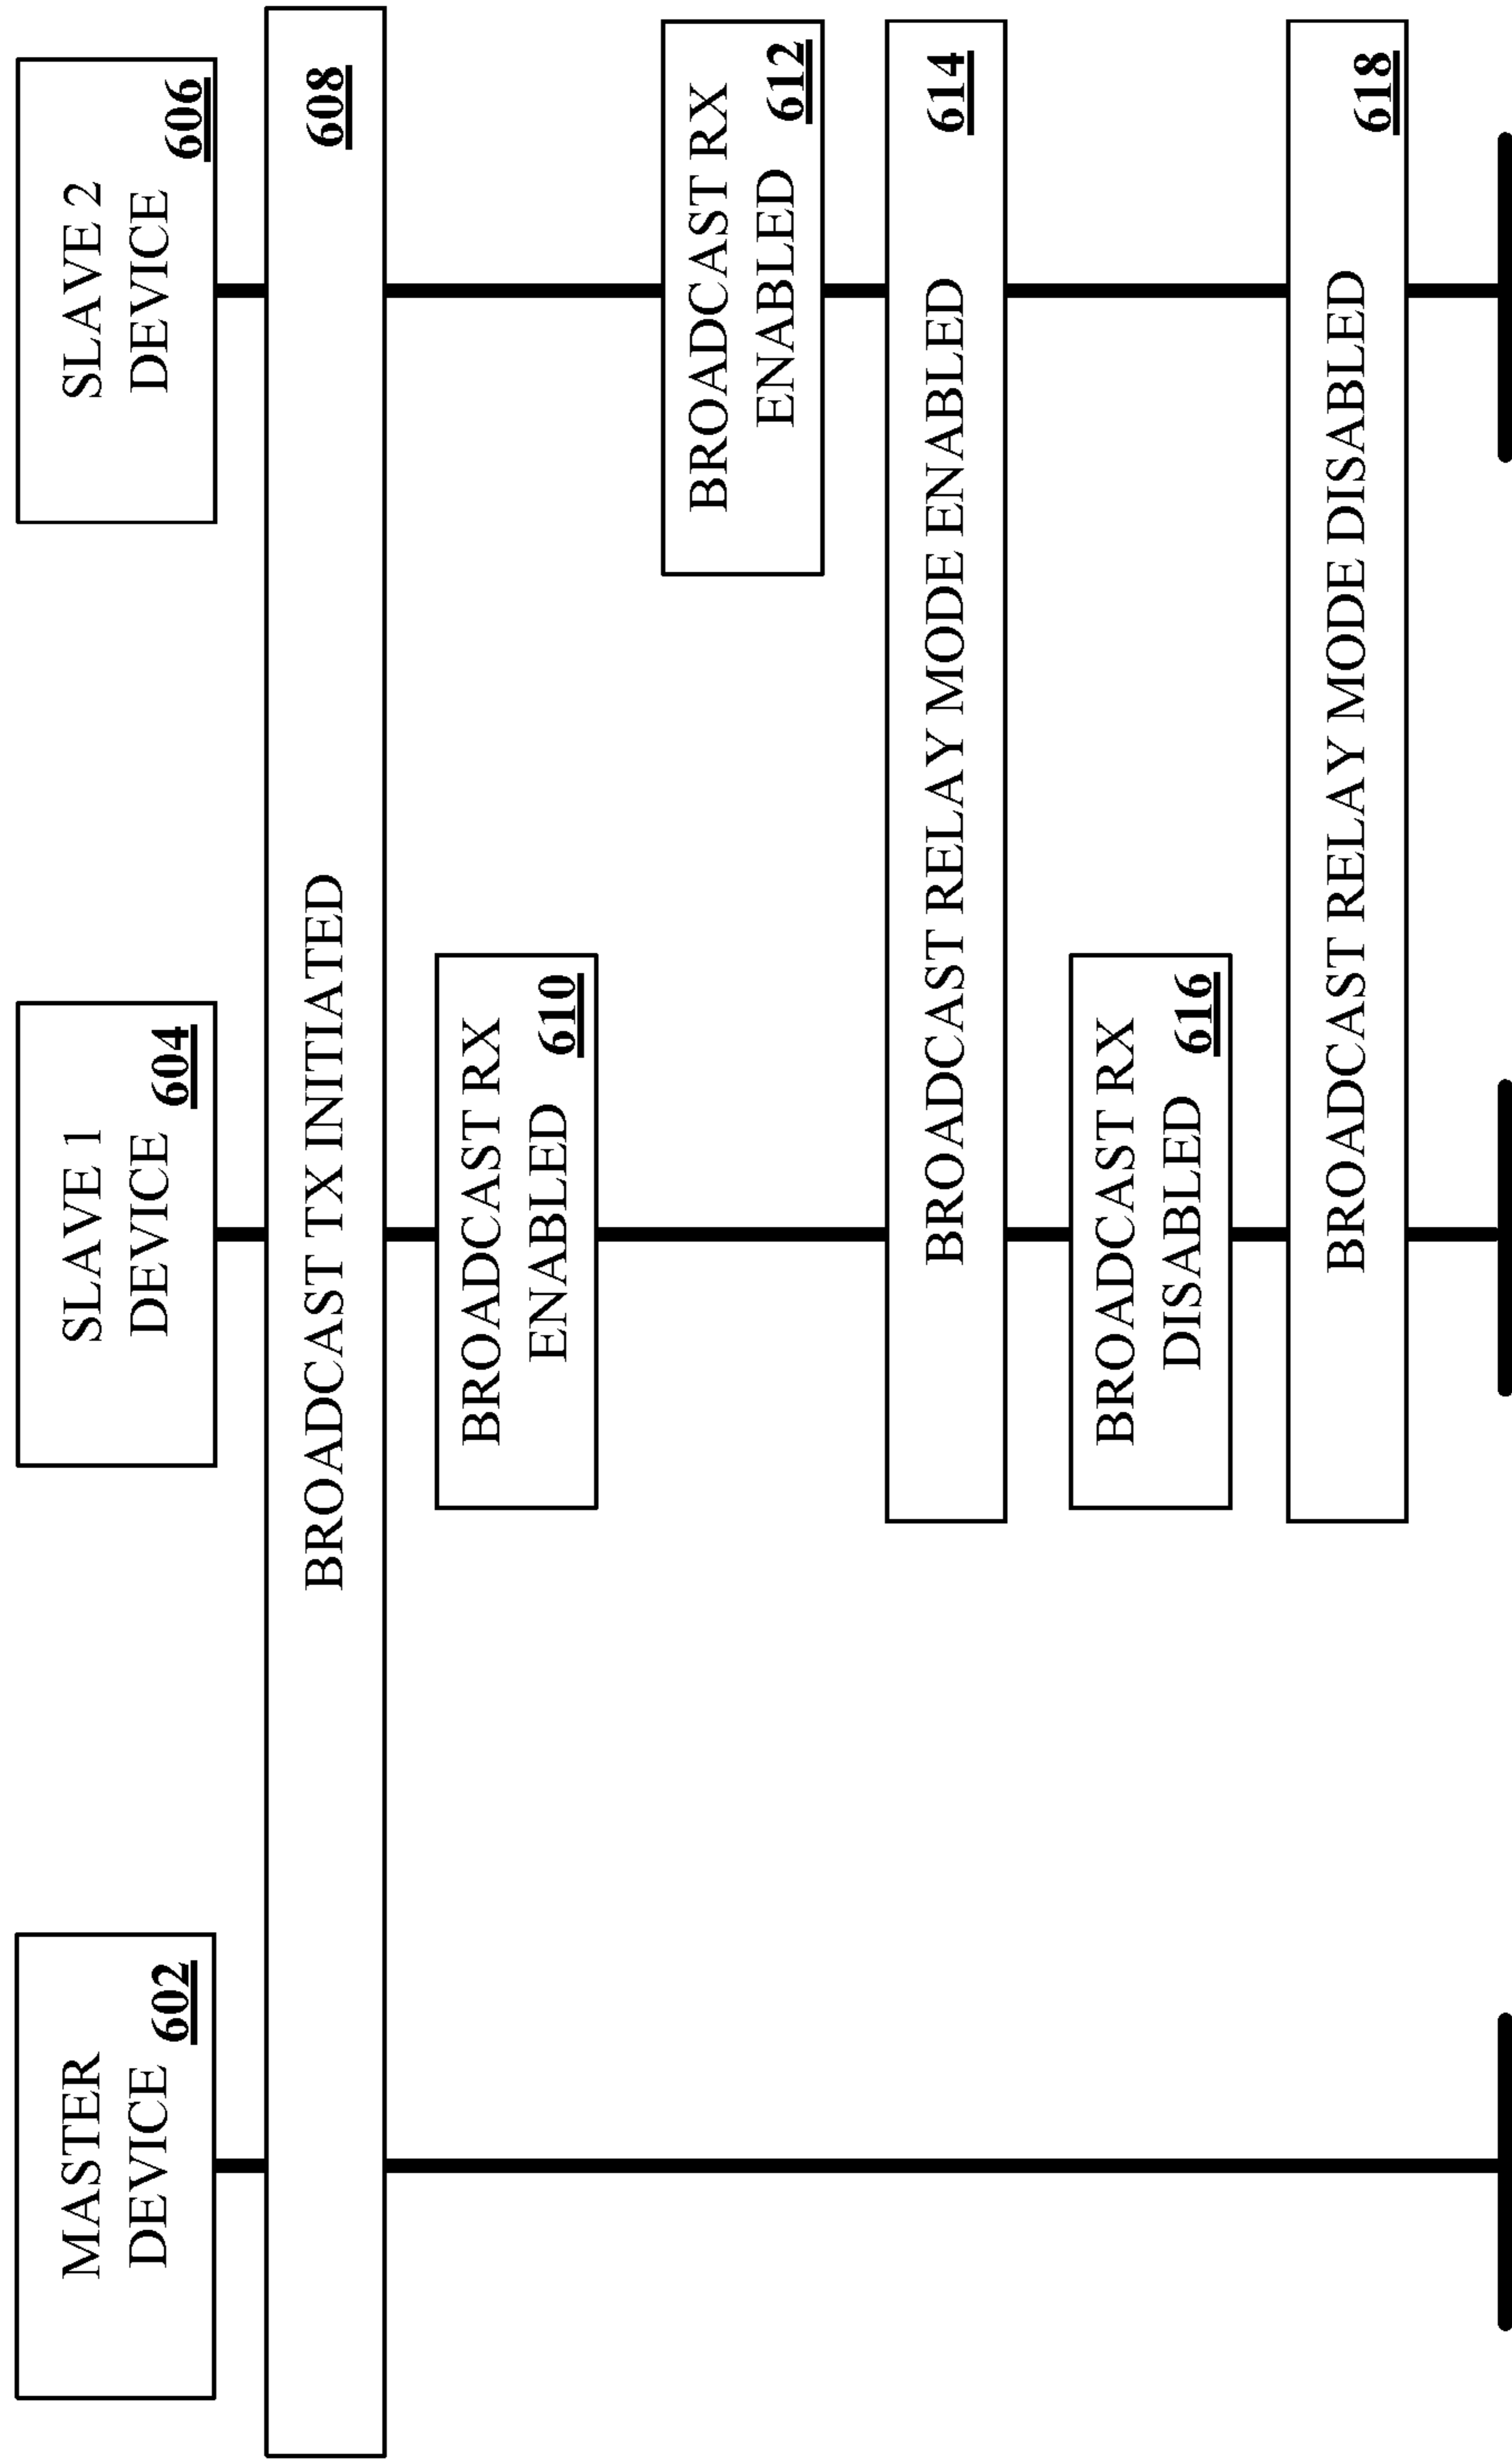 MASTER
DEVICE
602
SLAVE 1
DEVICE
604
SLAVE 2
DEVICE
606
BROADCAST TX INITIATED
608
BROADCAST RX
ENABLED
610
BROADCAST RX
ENABLED
612
BROADCAST RELAY MODE ENABLED
614
BROADCAST RX
DISABLED
616
BROADCAST RELAY MODE DISABLED
618